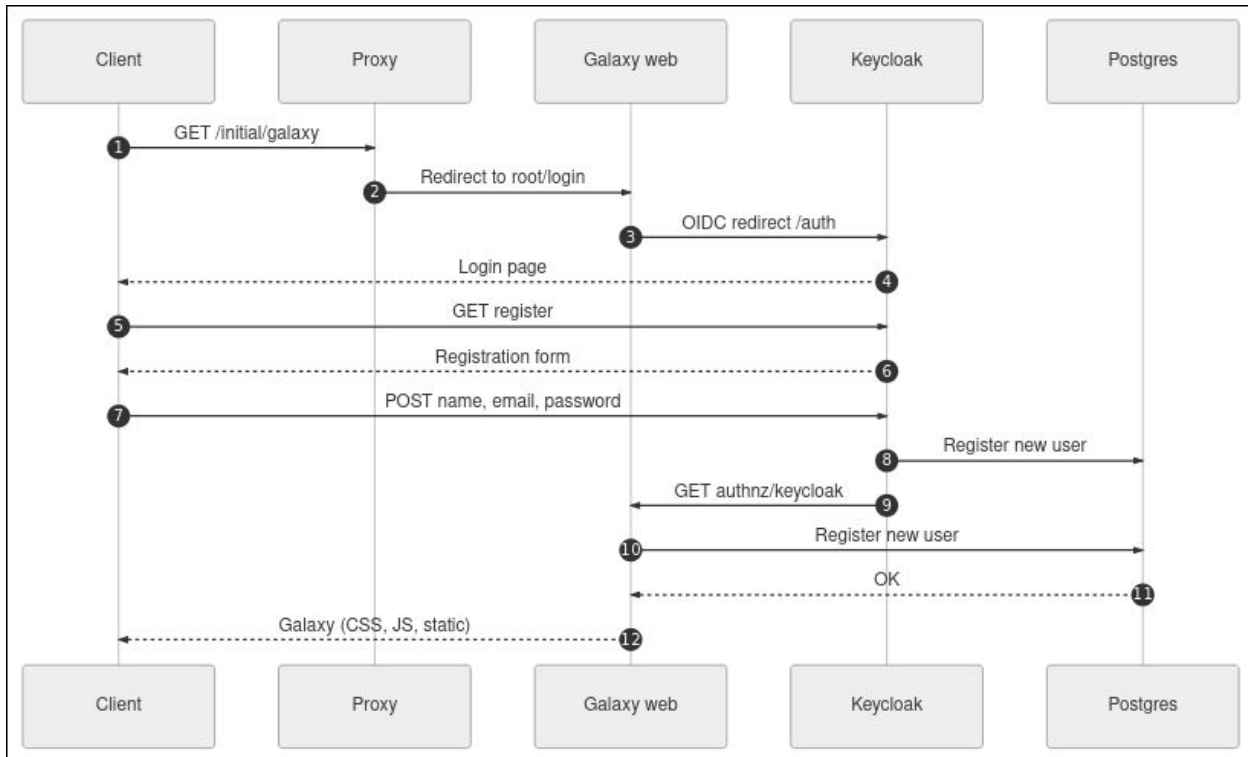 Client
Proxy
Galaxy web
Keycloak
Postgres
GET /initial/galaxy
1
Redirect to root/login
2
OIDC redirect /auth
3
Login page
4
GET register
5
Registration form
6
POST name, email, password
7
Register new user
8
GET authnz/keycloak
9
Register new user
10
OK
11
Galaxy (CSS, JS, static)
12
Client
Proxy
Galaxy web
Keycloak
Postgres